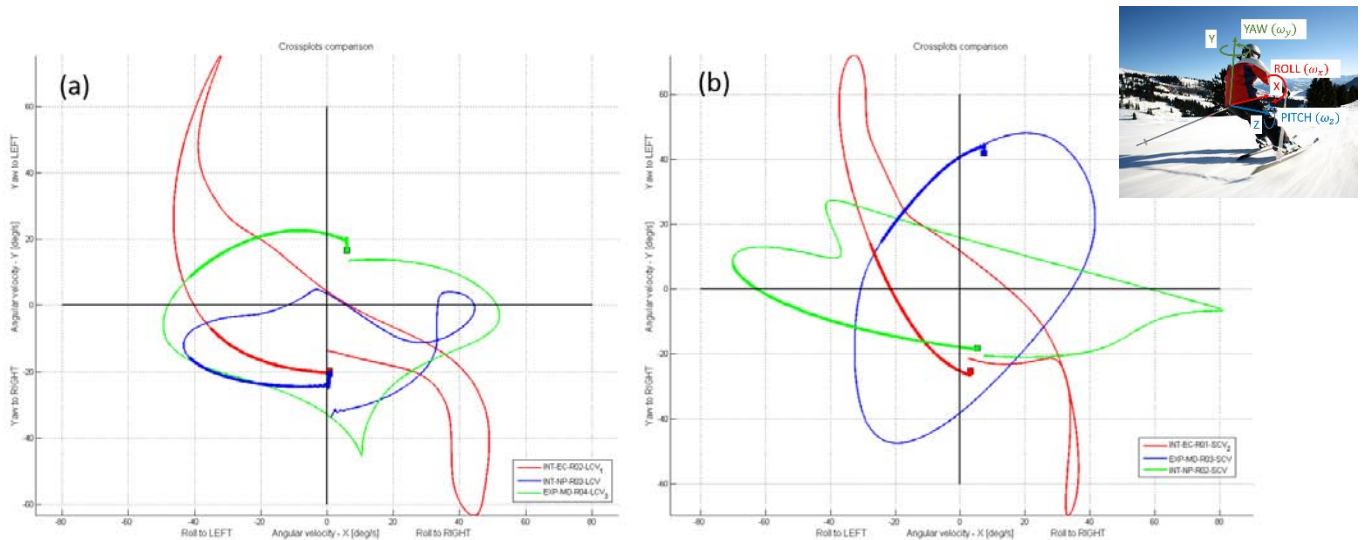 Crossplots comparison
(a)
60
40
20
0
-20
-40
-60
Yaw to LEFT
Angular velocity - Y [deg/s]
Yaw to RIGHT
-80
-60
-40
-20
0
20
40
60
80
Roll to LEFT
Angular velocity - X [deg/s]
Roll to RIGHT
INT-EC-R02-LCV₁
INT-NP-R03-LCV
EXP-MD-R04-LCV₂
Crossplots comparison
(b)
60
40
20
0
-20
-40
-60
Yaw to LEFT
Angular velocity - Y [deg/s]
Yaw to RIGHT
-80
-60
-40
-20
0
20
40
60
80
Roll to LEFT
Angular velocity - X [deg/s]
Roll to RIGHT
INT-EC-R01-SCV₂
EXP-MD-R03-SCV
INT-NP-R02-SCV
Y
YAW (ωy)
ROLL (ωx)
X
Z
PITCH (ωz)